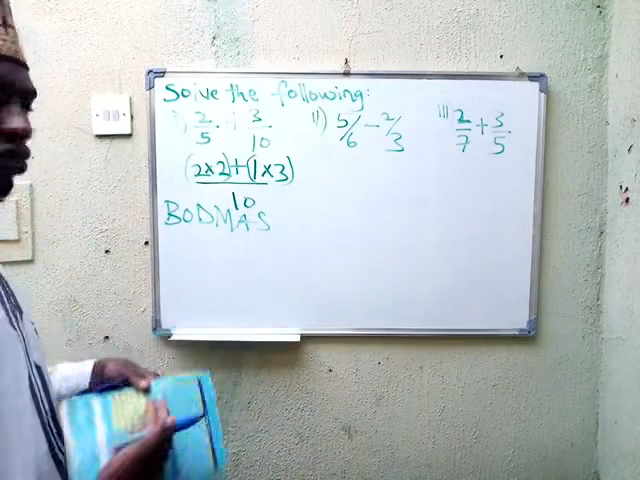 Solve the following:
i) 2/5 + 3/10 ii) 5/6 - 2/3 iii 2/7 + 3/5
(2x2)+(1x3)
10
BODMAS